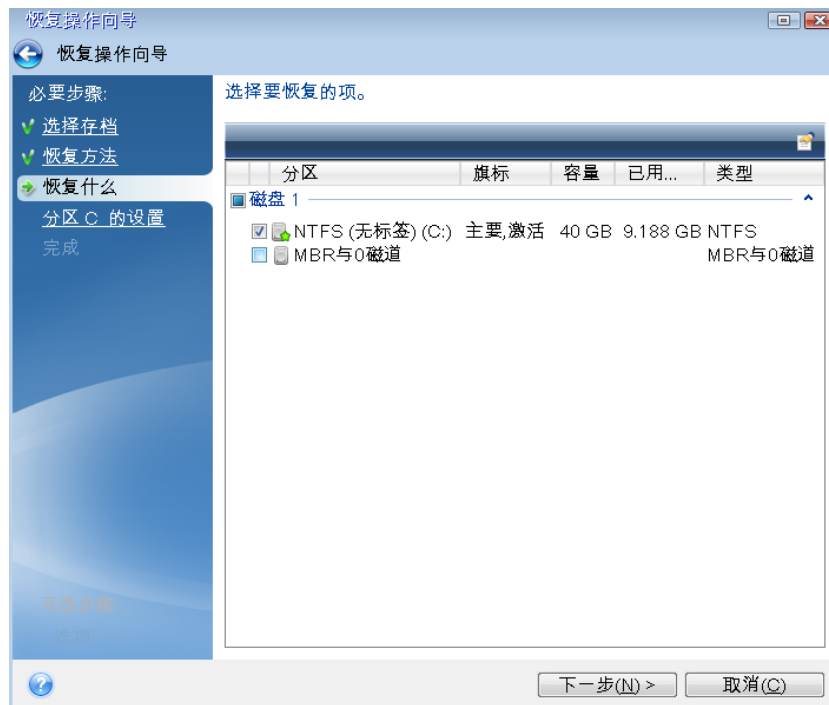 恢复操作向导
恢复操作向导
必要步骤:
选择存档
恢复方法
恢复什么
分区 C 的设置
完成
选择要恢复的项。
分区 旗标 容量 已用... 类型
磁盘 1
NTFS (无标签) (C:) 主要,激活 40 GB 9.188 GB NTFS
MBR与0磁道 MBR与0磁道
选项
下一步(N) >
取消(C)